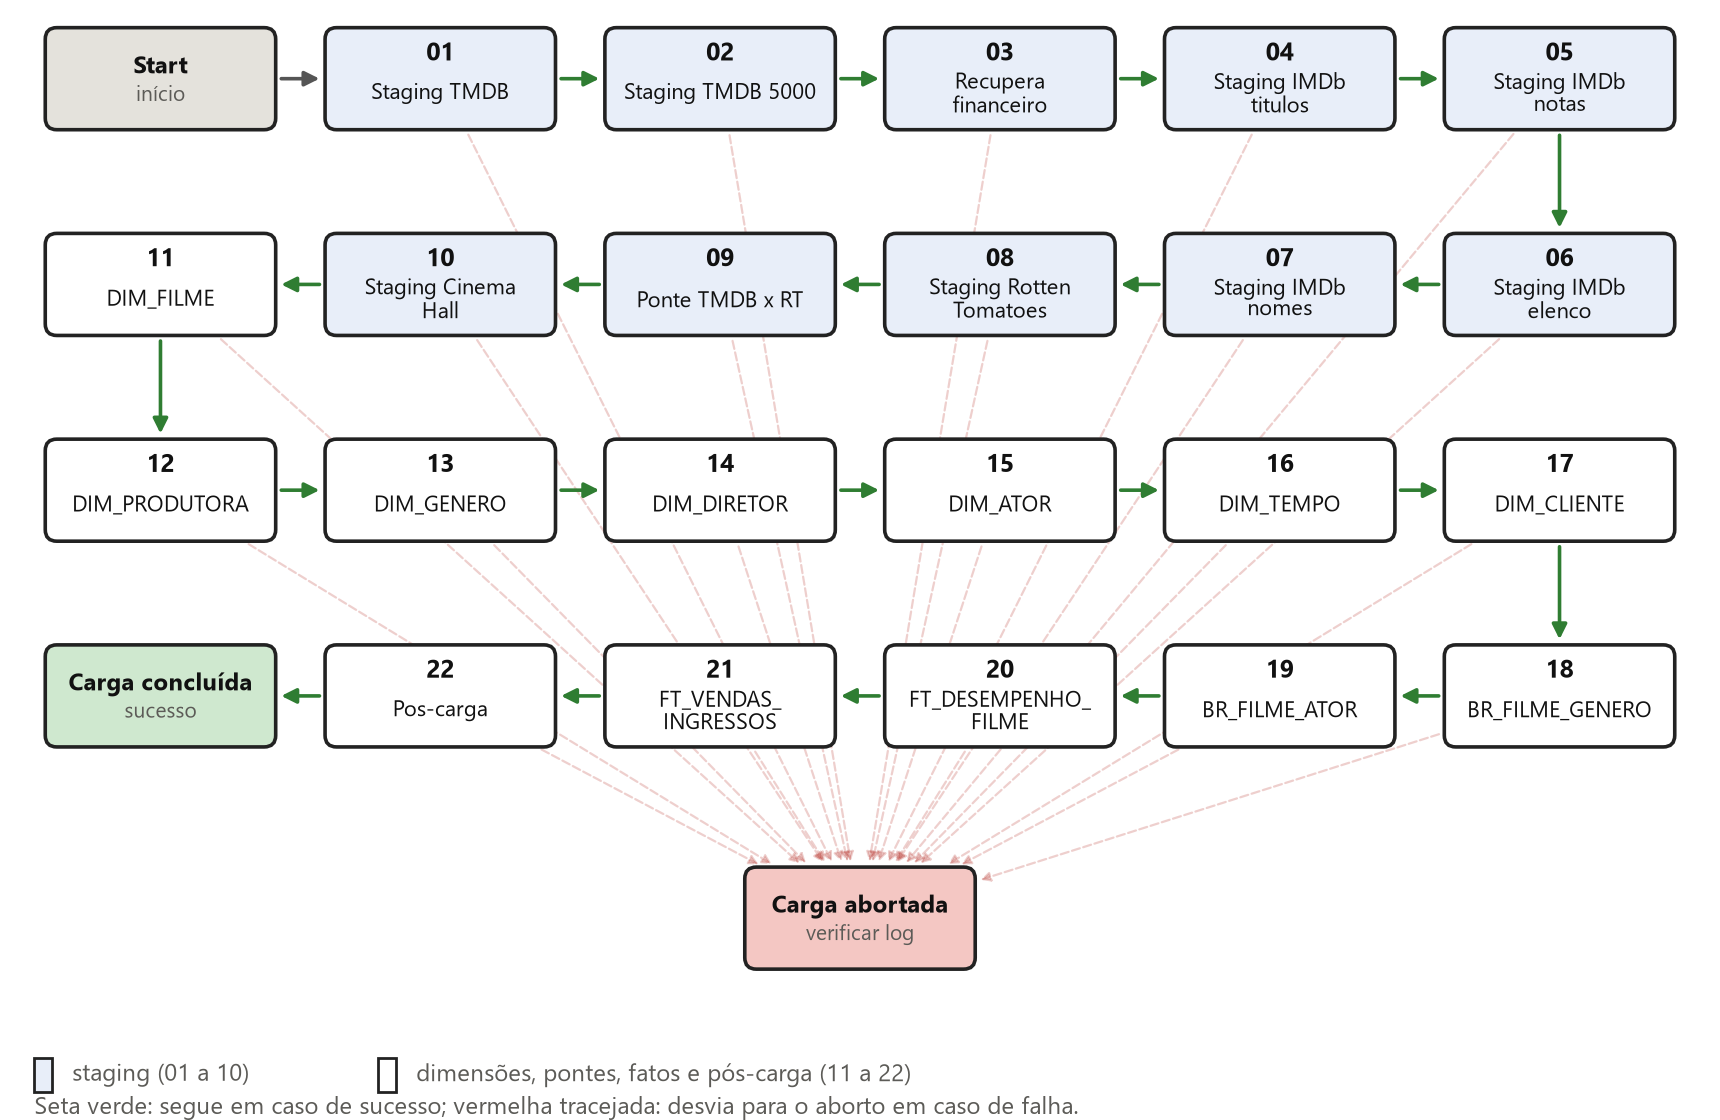 Start
início
01
Staging TMDB
02
Staging TMDB 5000
03
Recupera
financeiro
04
Staging IMDb
titulos
05
Staging IMDb
notas
11
DIM_FILME
10
Staging Cinema
Hall
09
Ponte TMDB x RT
08
Staging Rotten
Tomatoes
07
Staging IMDb
nomes
06
Staging IMDb
elenco
12
DIM_PRODUTORA
13
DIM_GENERO
14
DIM_DIRETOR
15
DIM_ATOR
16
DIM_TEMPO
17
DIM_CLIENTE
Carga concluída
sucesso
22
Pos-carga
21
FT_VENDAS_
INGRESSOS
20
FT_DESEMPENHO_
FILME
19
BR_FILME_ATOR
18
BR_FILME_GENERO
Carga abortada
verificar log
staging (01 a 10)
dimensões, pontes, fatos e pós-carga (11 a 22)
Seta verde: segue em caso de sucesso; vermelha tracejada: desvia para o aborto em caso de falha.